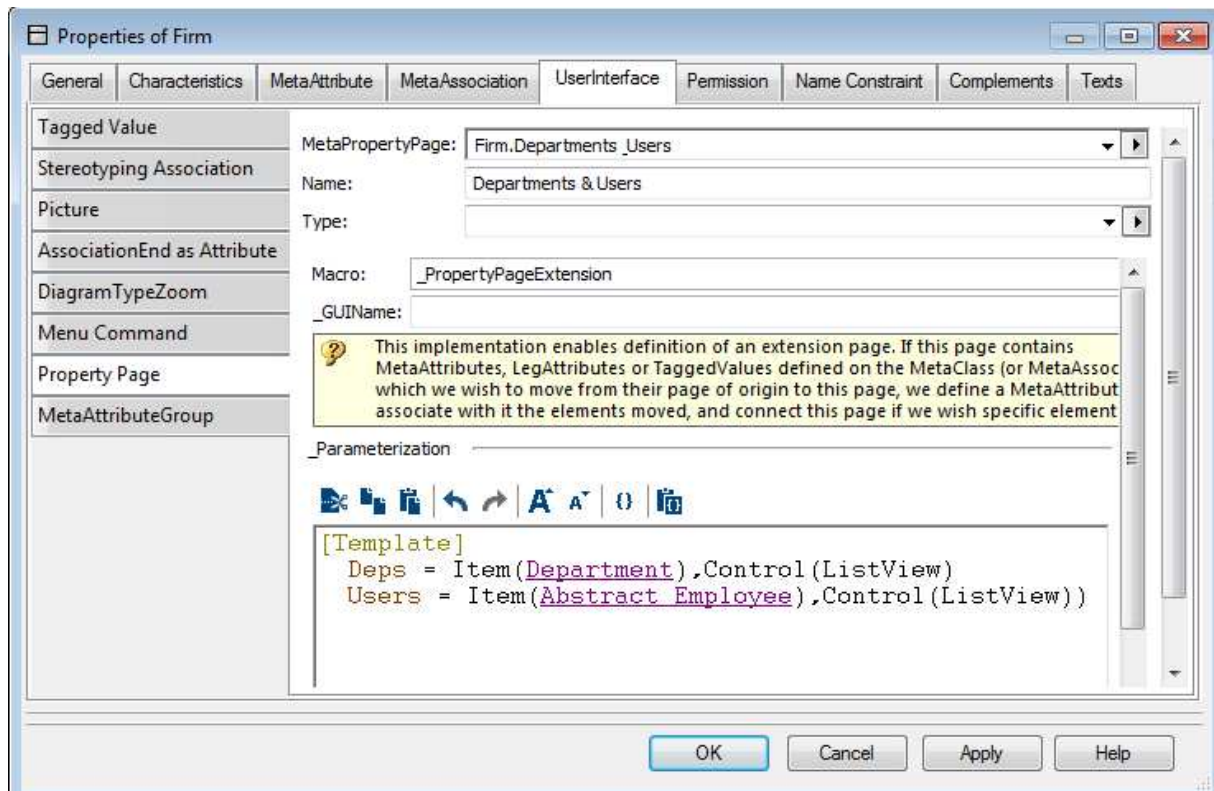 Properties of Firm
General Characteristics MetaAttribute MetaAssociation UserInterface Permission Name Constraint Complements Texts
Tagged Value
Stereotyping Association
Picture
AssociationEnd as Attribute
DiagramTypeZoom
Menu Command
Property Page
MetaAttributeGroup
MetaPropertyPage: Firm.Departments _Users
Name: Departments & Users
Type:
Macro: _PropertyPageExtension
_GUIName:
This implementation enables definition of an extension page. If this page contains
MetaAttributes, LegAttributes or TaggedValues defined on the MetaClass (or MetaAssoc
which we wish to move from their page of origin to this page, we define a MetaAttribut
associate with it the elements moved, and connect this page if we wish specific element
_Parameterization
A A {}
[Template]
Deps = Item(Department),Control(ListView)
Users = Item(Abstract Employee),Control(ListView))
OK Cancel Apply Help